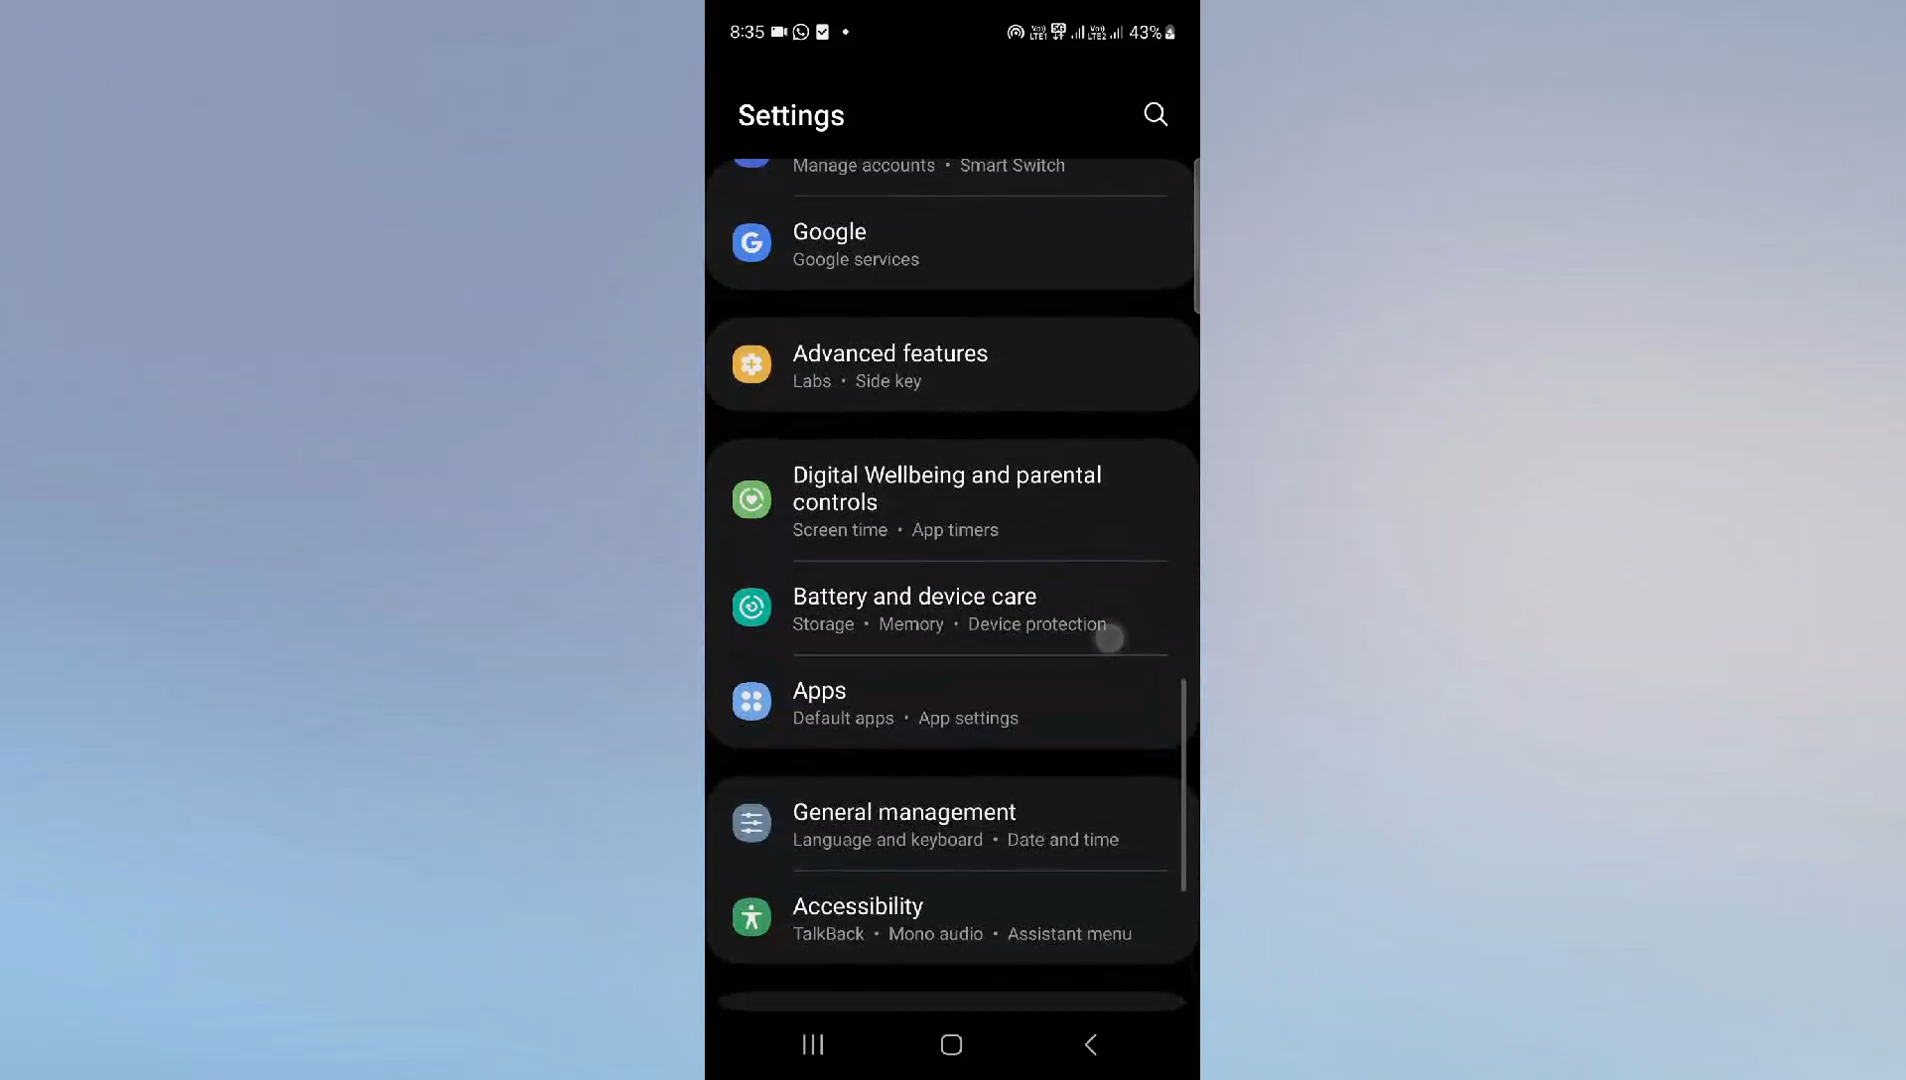 8:35
43%
Settings
Manage accounts • Smart Switch
Google
Google services
Advanced features
Labs • Side key
Digital Wellbeing and parental
controls
Screen time • App timers
Battery and device care
Storage • Memory • Device protection
Apps
Default apps • App settings
General management
Language and keyboard • Date and time
Accessibility
TalkBack • Mono audio • Assistant menu